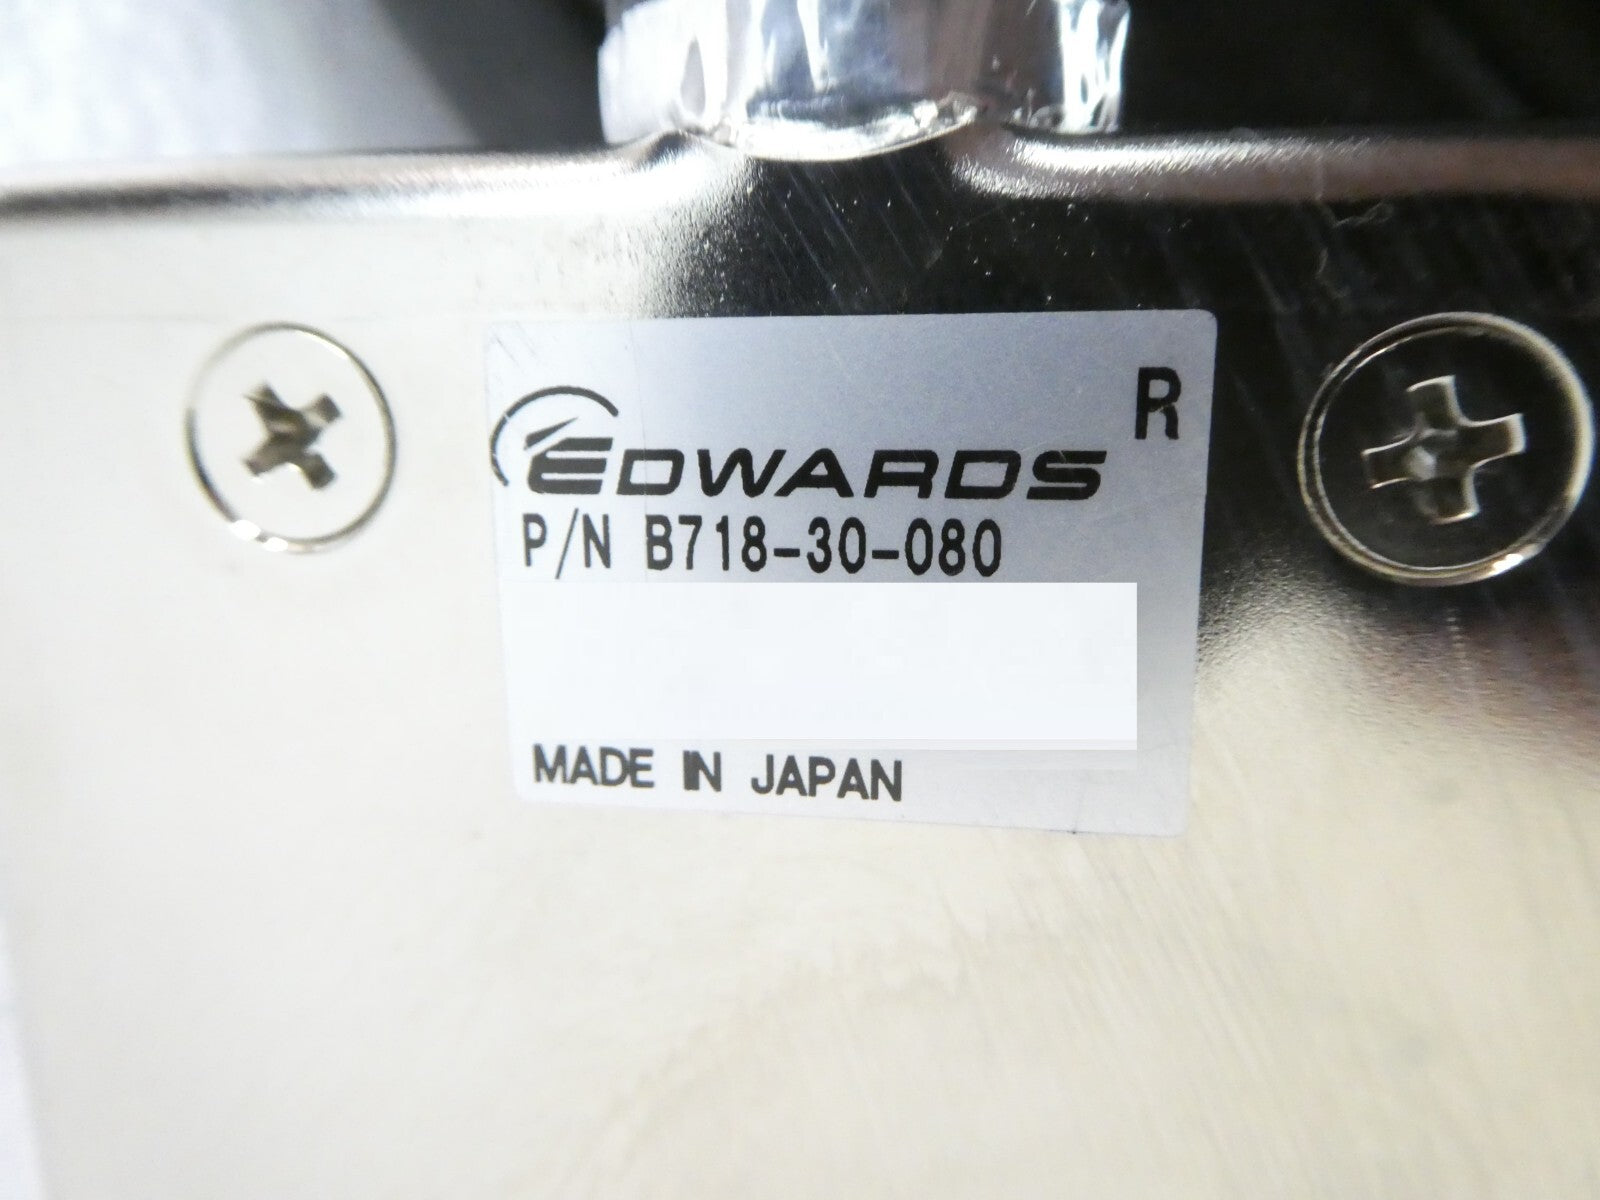 R
EDWARDS
P/N B718-30-080
MADE IN JAPAN